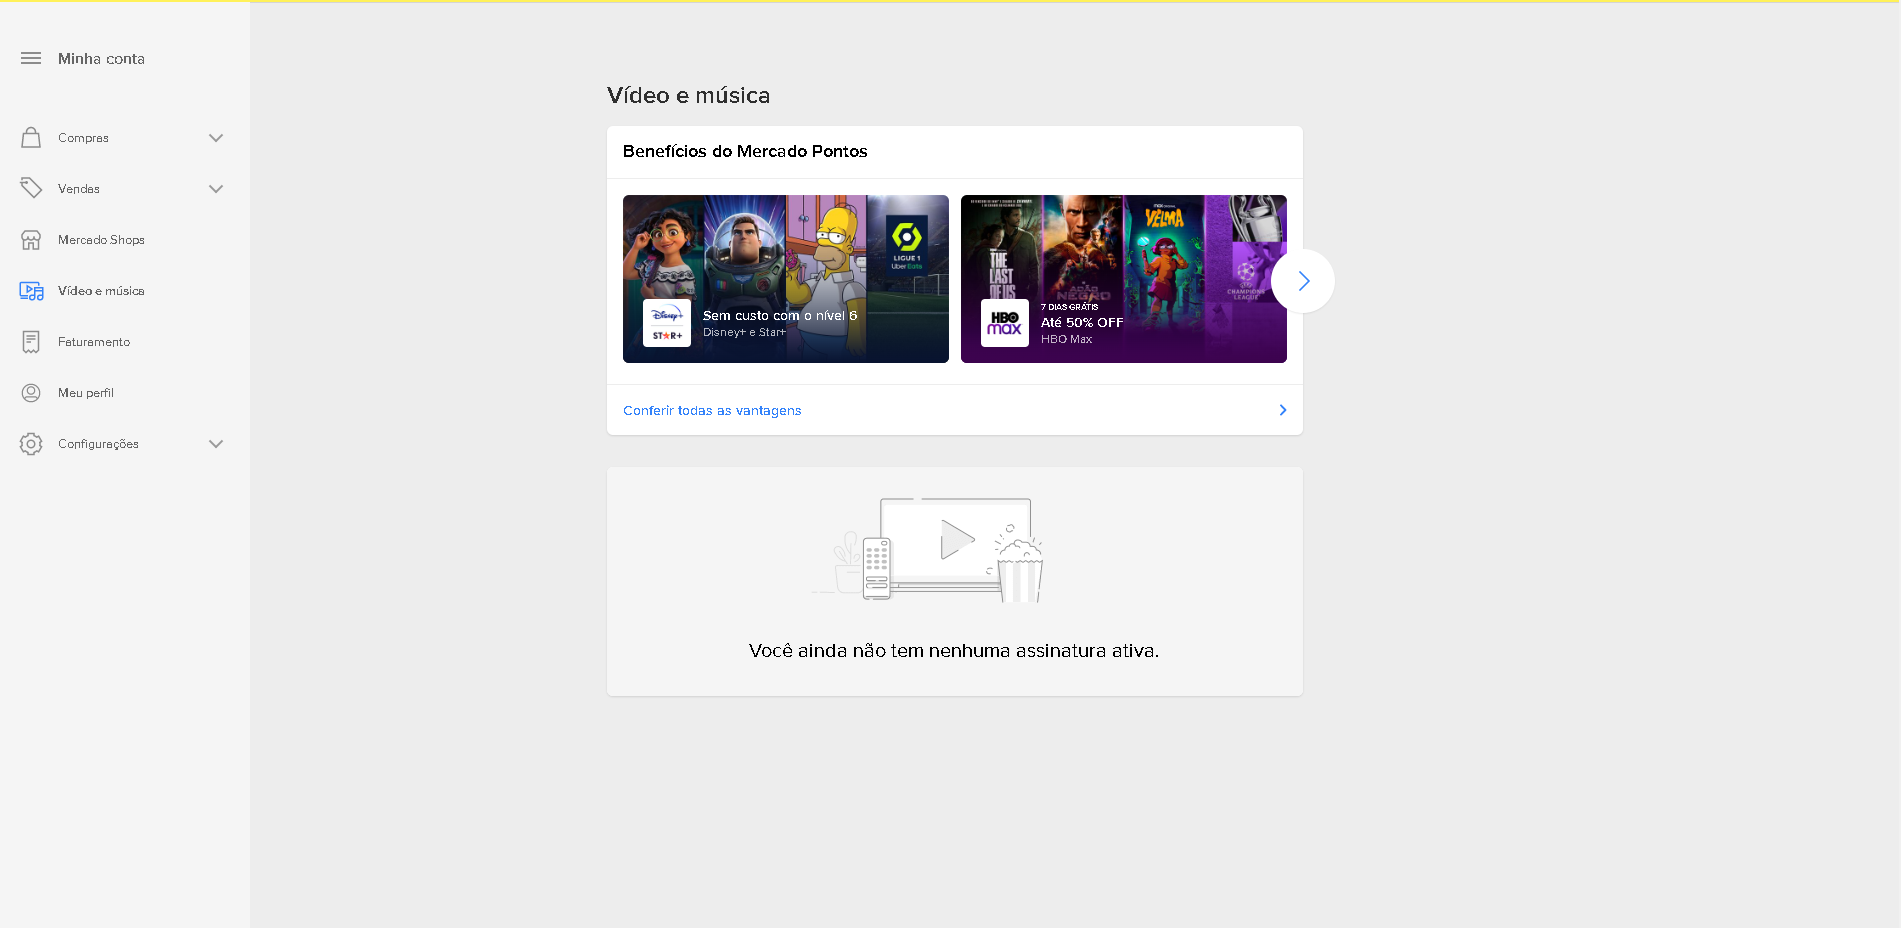 Minha conta
Compras
Vendas
Mercado Shops
Vídeo e música
Faturamento
Meu perfil
Configurações
Vídeo e música
Benefícios do Mercado Pontos
LIGUE 1
Uber Eats
Disney+
STAR+
Sem custo com o nível 6
Disney+ e Star+
THE
LAST
OF US
ADÃO
NEGRO
VELMA
CHAMPIONS
LEAGUE
HBO
max
7 DIAS GRÁTIS
Até 50% OFF
HBO Max
Conferir todas as vantagens
Você ainda não tem nenhuma assinatura ativa.